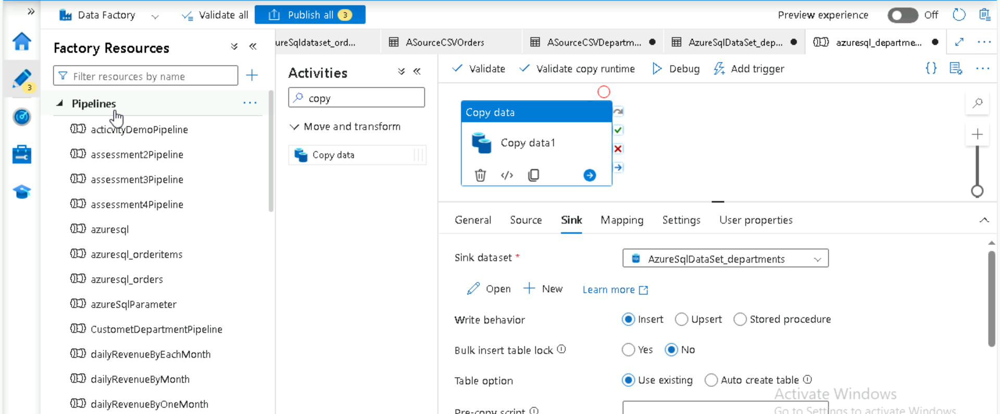 Data Factory
Validate all
Publish all 3
Preview experience
Off
3
Factory Resources
Filter resources by name
Pipelines
acticvityDemoPipeline
assessment2Pipeline
assessment3Pipeline
assessment4Pipeline
azuresql
azuresql_orderitems
azuresql_orders
azureSqlParameter
CustometDepartmentPipeline
dailyRevenueByEachMonth
dailyRevenueByMonth
dailyRevenueByOneMonth
ureSqldataset_ord...
ASourceCSVOrders
ASourceCSVDepartm...
AzureSqlDataSet_dep...
azuresql_departme...
Activities
copy
Move and transform
Copy data
Validate
Validate copy runtime
Debug
Add trigger
Copy data
Copy data1
General
Source
Sink
Mapping
Settings
User properties
Sink dataset *
AzureSqlDataSet_departments
Open
New
Learn more
Write behavior
Insert
Upsert
Stored procedure
Bulk insert table lock
Yes
No
Table option
Use existing
Auto create table
Pre-copy script
Activate Windows
Go to Settings to activate Windows.